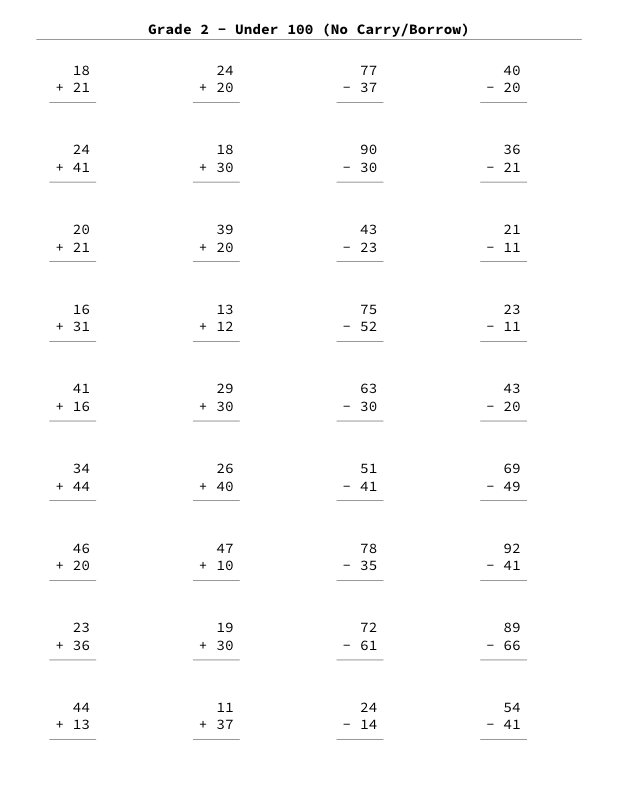 Grade 2 − Under 100 (No Carry/Borrow)
18 24 77 40
+ 21 + 20 − 37 − 20
24 18 90 36
+ 41 + 30 − 30 − 21
20 39 43 21
+ 21 + 20 − 23 − 11
16 13 75 23
+ 31 + 12 − 52 − 11
41 29 63 43
+ 16 + 30 − 30 − 20
34 26 51 69
+ 44 + 40 − 41 − 49
46 47 78 92
+ 20 + 10 − 35 − 41
23 19 72 89
+ 36 + 30 − 61 − 66
44 11 24 54
+ 13 + 37 − 14 − 41